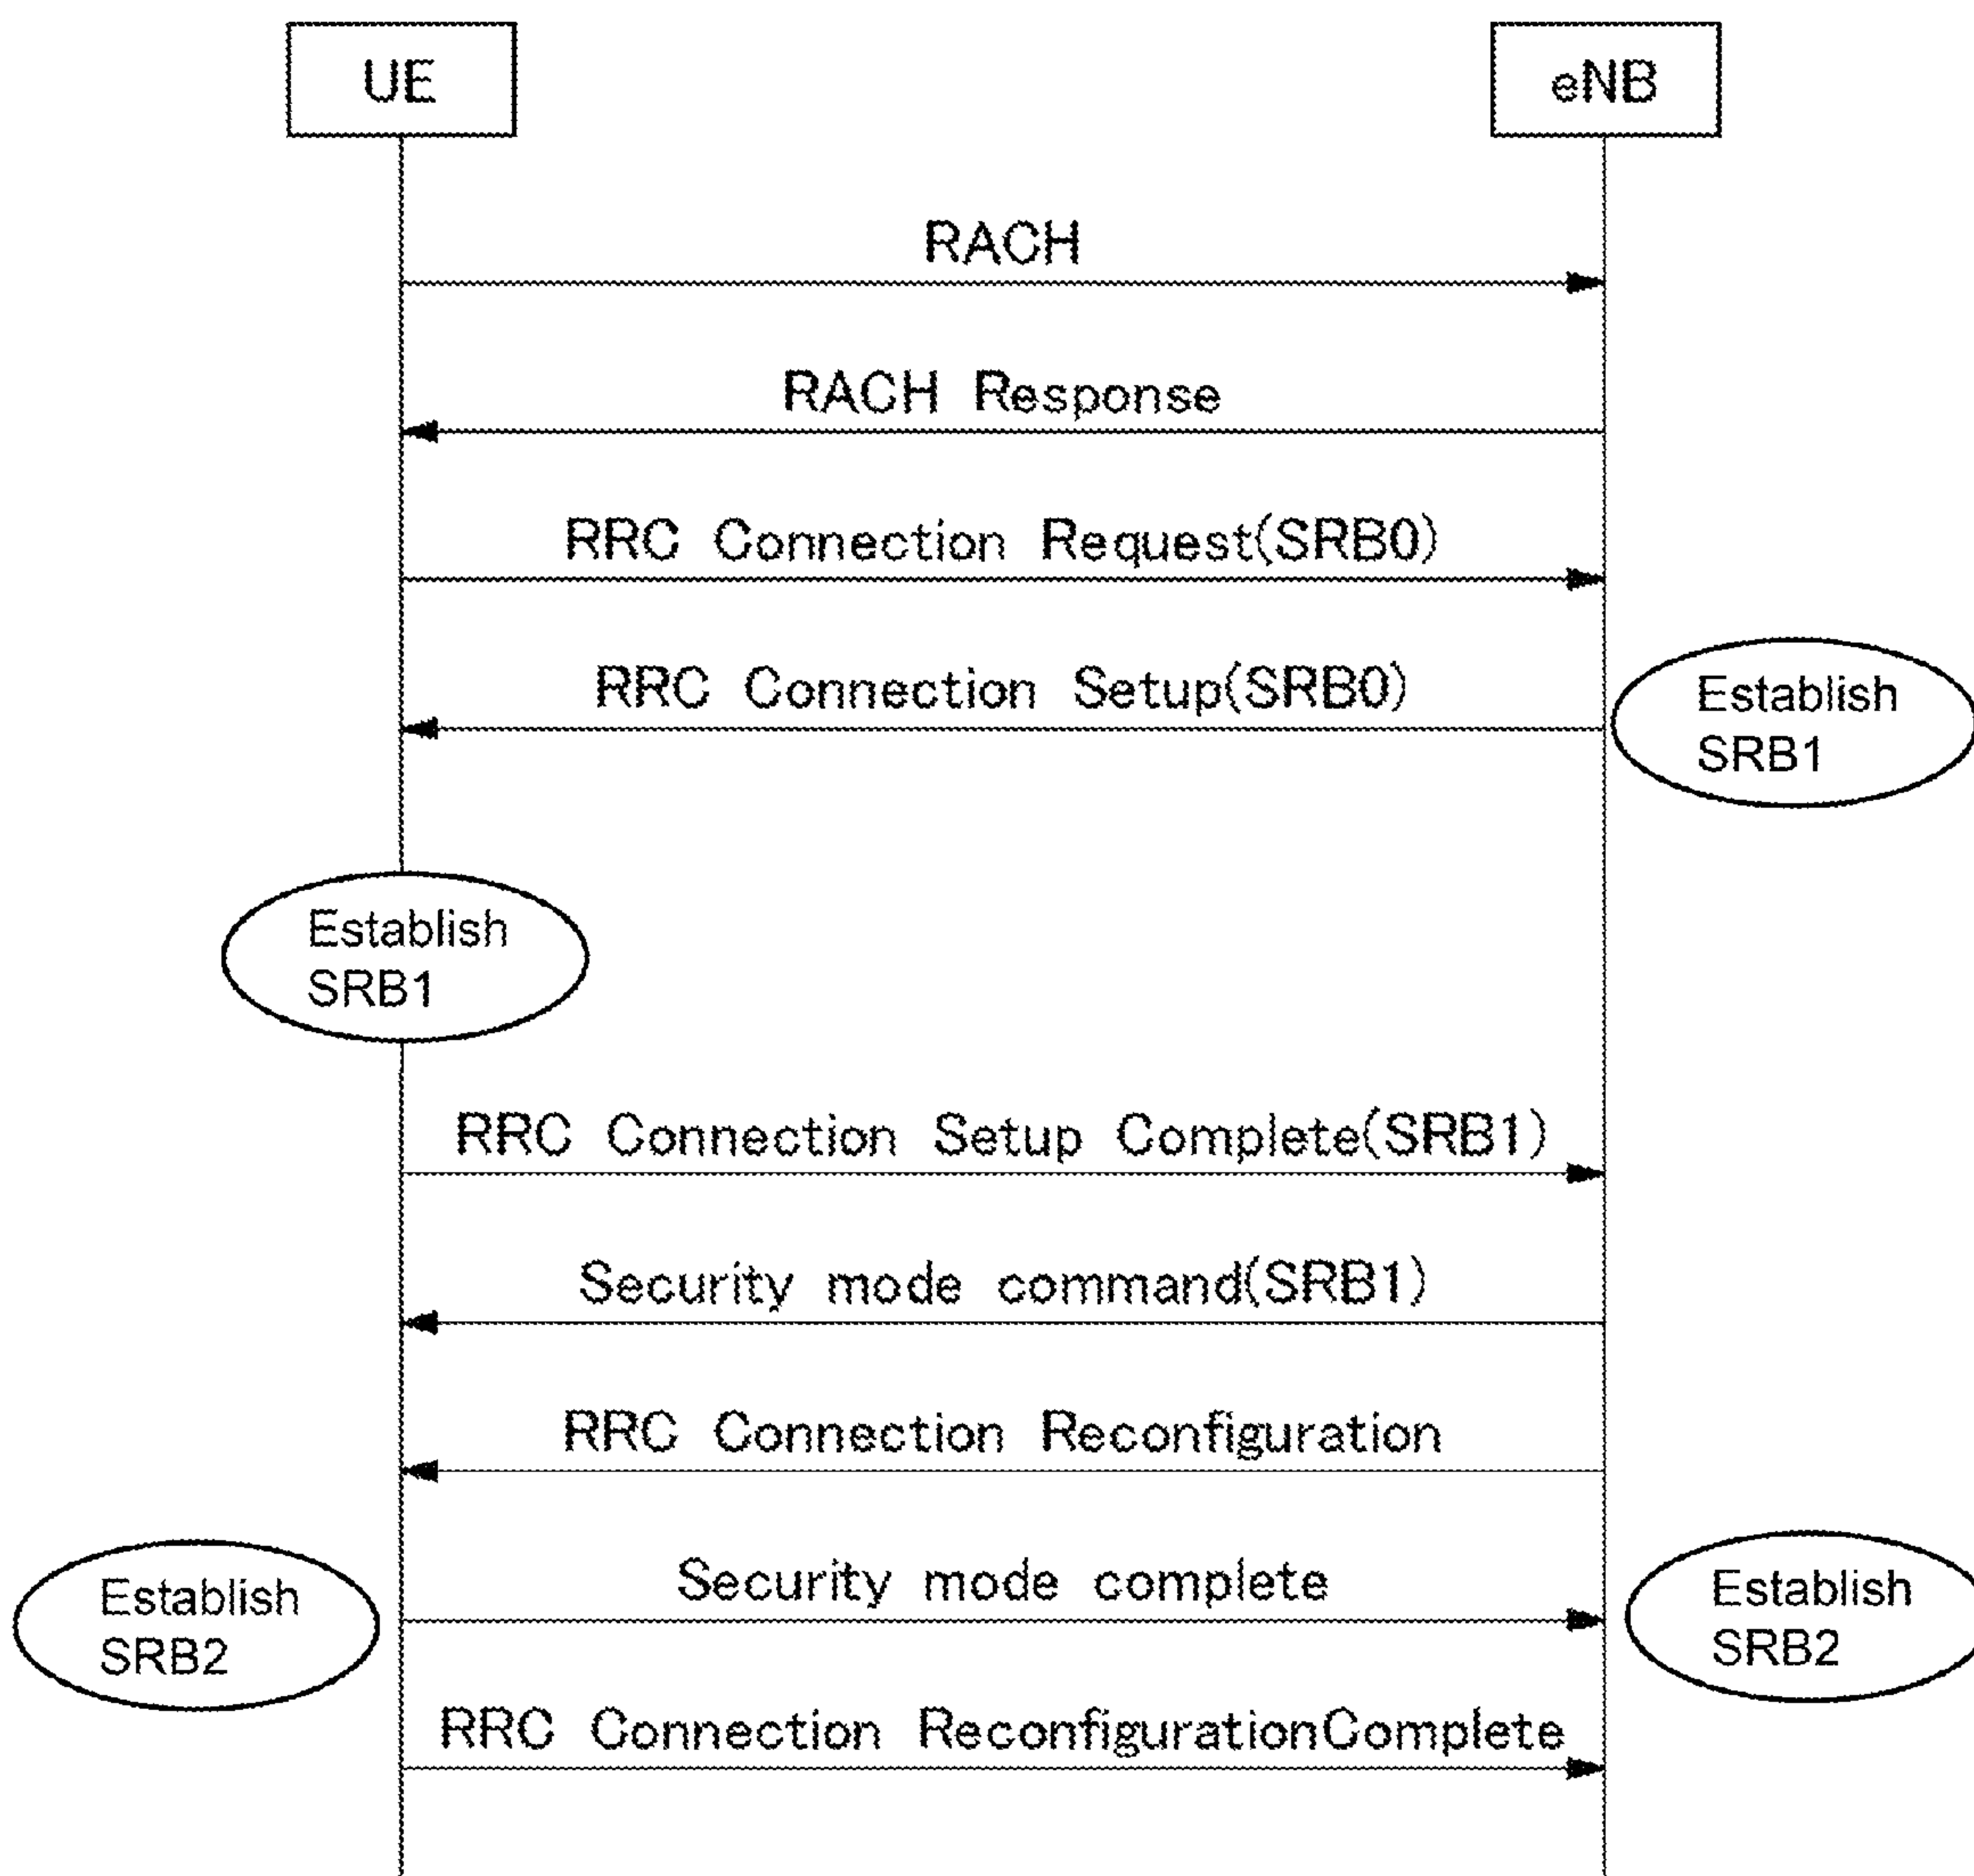 UE
eNB
RACH
RACH Response
RRC Connection Request(SRB0)
RRC Connection Setup(SRB0)
Establish
SRB1
Establish
SRB1
RRC Connection Setup Complete(SRB1)
Security mode command(SRB1)
RRC Connection Reconfiguration
Establish
SRB2
Security mode complete
Establish
SRB2
RRC Connection ReconfigurationComplete